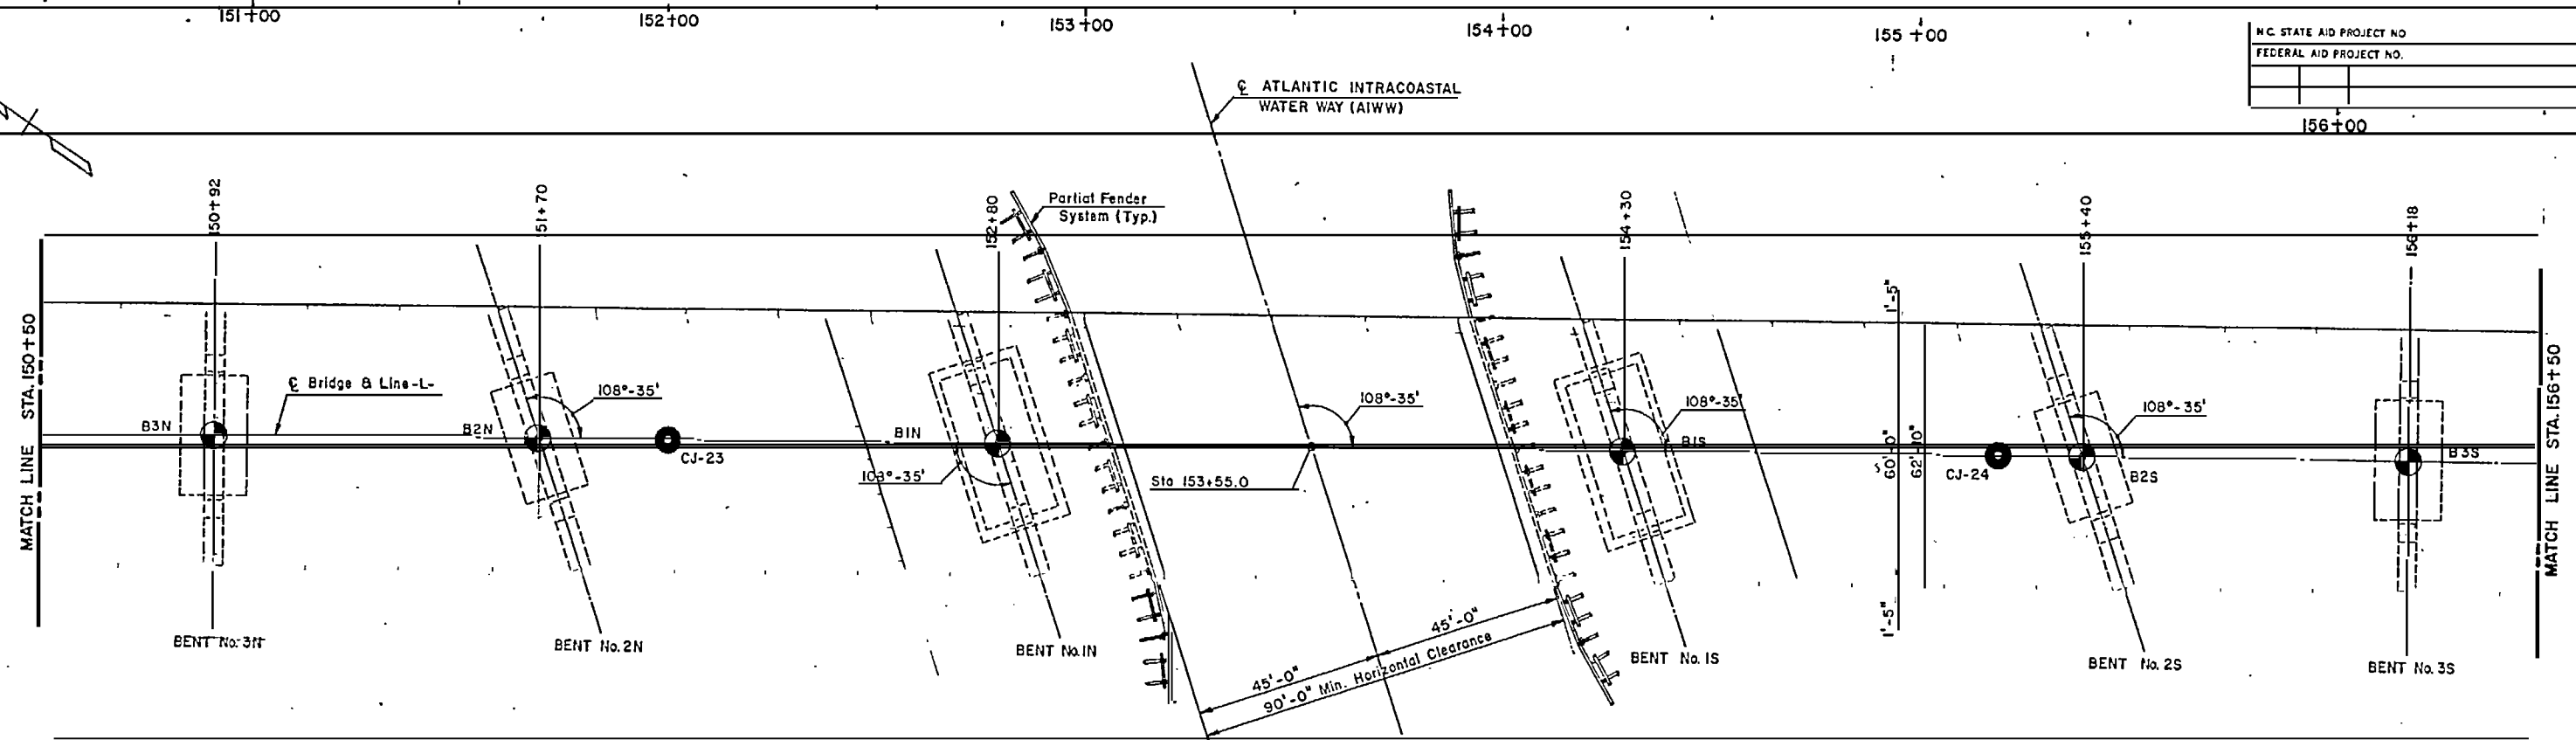 151+00
152+00
153+00
154+00
155+00
156+00
N.C. STATE AID PROJECT NO
FEDERAL AID PROJECT NO.
℄ ATLANTIC INTRACOASTAL
WATER WAY (AIWW)
N
150+92
151+70
152+80
154+30
155+40
156+18
Partial Fender
System (Typ.)
MATCH LINE STA. 150+50
℄ Bridge & Line-L-
B3N
B2N
B1N
B1S
B2S
B3S
108°-35'
108°-35'
108°-35'
108°-35'
108°-35'
CJ-23
CJ-24
Sta 153+55.0
1'-5"
60'-0"
62'-10"
1'-5"
45'-0"
45'-0"
90'-0" Min. Horizontal Clearance
BENT No. 3N
BENT No. 2N
BENT No. 1N
BENT No. 1S
BENT No. 2S
BENT No. 3S
MATCH LINE STA. 156+50